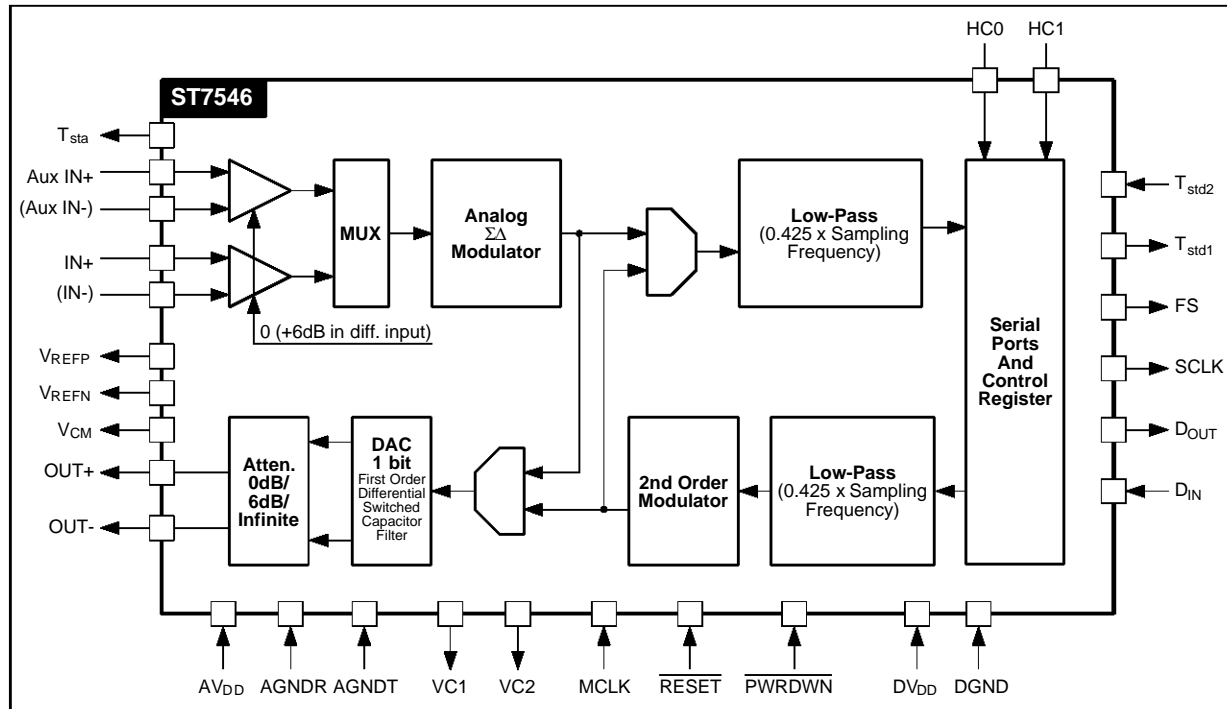 HC0
HC1
ST7546
Tsta
Aux IN+
(Aux IN-)
IN+
(IN-)
VREFP
VREFN
VCM
OUT+
OUT-
MUX
Analog
ΣΔ
Modulator
0 (+6dB in diff. input)
Low-Pass
(0.425 x Sampling
Frequency)
Serial
Ports
And
Control
Register
Tstd2
Tstd1
FS
SCLK
DOUT
DIN
Atten.
0dB/
6dB/
Infinite
DAC
1 bit
First Order
Differential
Switched
Capacitor
Filter
2nd Order
Modulator
Low-Pass
(0.425 x Sampling
Frequency)
AVDD
AGNDR
AGNDT
VC1
VC2
MCLK
RESET
PWRDWN
DVDD
DGND